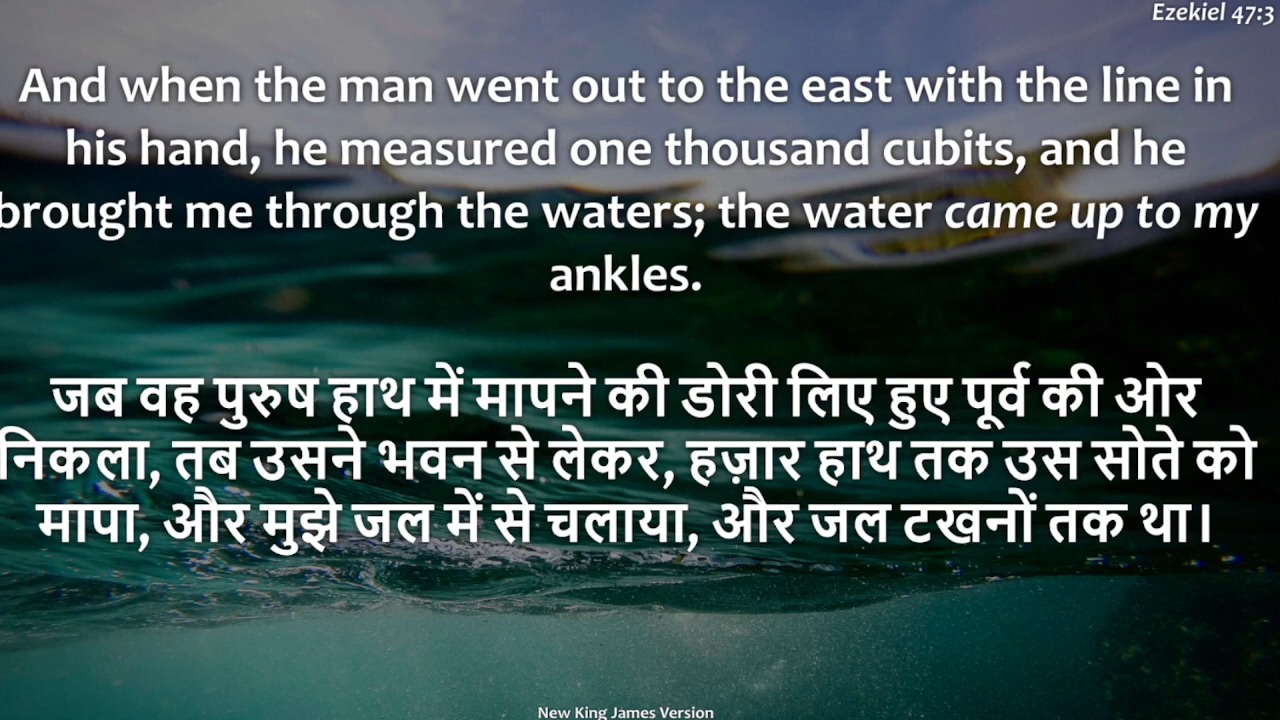 Ezekiel 47:3
And when the man went out to the east with the line in
his hand, he measured one thousand cubits, and he
brought me through the waters; the water came up to my
ankles.
जब वह पुरुष हाथ में मापने की डोरी लिए हुए पूर्व की ओर
निकला, तब उसने भवन से लेकर, हज़ार हाथ तक उस सोते को
मापा, और मुझे जल में से चलाया, और जल टखनों तक था।
New King James Version